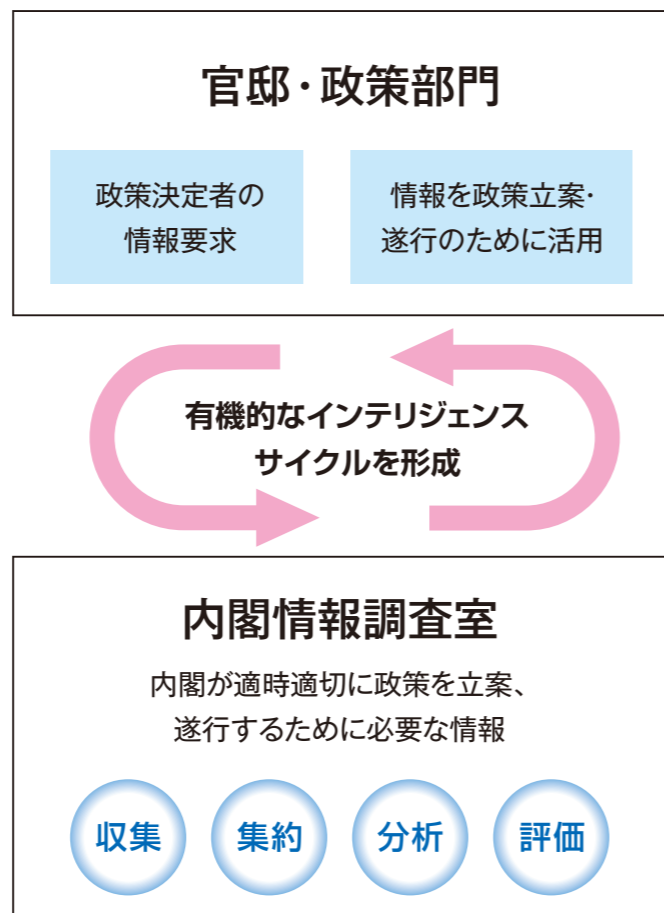 官邸・政策部門
政策決定者の
情報要求
情報を政策立案・
遂行のために活用
有機的なインテリジェンス
サイクルを形成
内閣情報調査室
内閣が適時適切に政策を立案、
遂行するために必要な情報
収集
集約
分析
評価